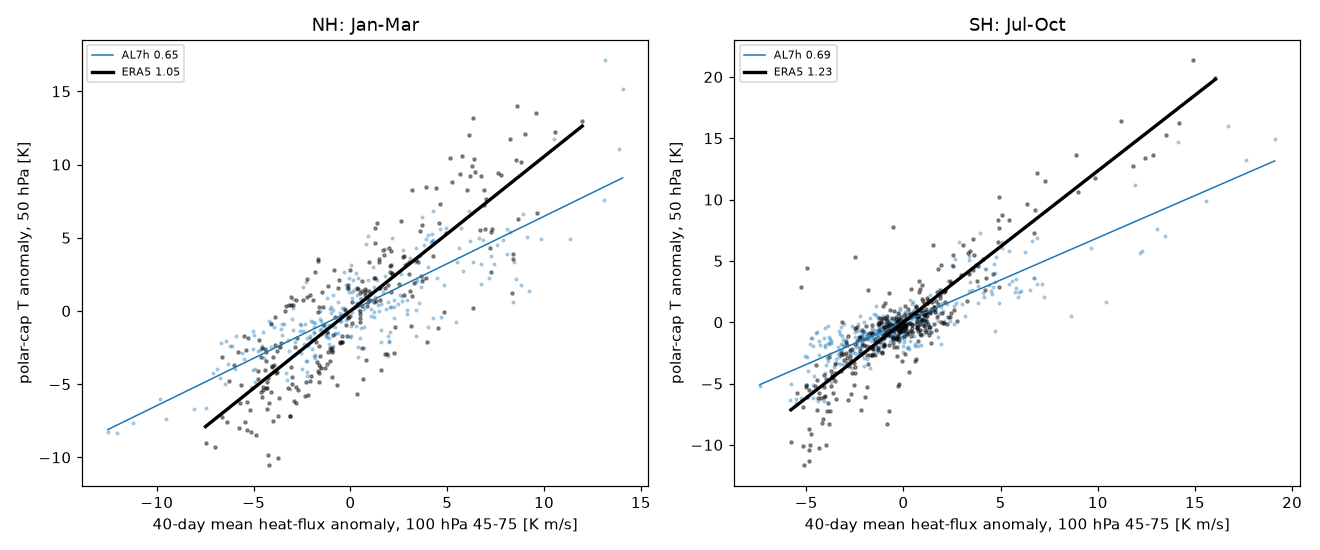 NH: Jan-Mar
AL7h 0.65
ERA5 1.05
polar-cap T anomaly, 50 hPa [K]
15
10
5
0
−5
−10
−10 −5 0 5 10 15
40-day mean heat-flux anomaly, 100 hPa 45-75 [K m/s]
SH: Jul-Oct
AL7h 0.69
ERA5 1.23
polar-cap T anomaly, 50 hPa [K]
20
15
10
5
0
−5
−10
−5 0 5 10 15 20
40-day mean heat-flux anomaly, 100 hPa 45-75 [K m/s]